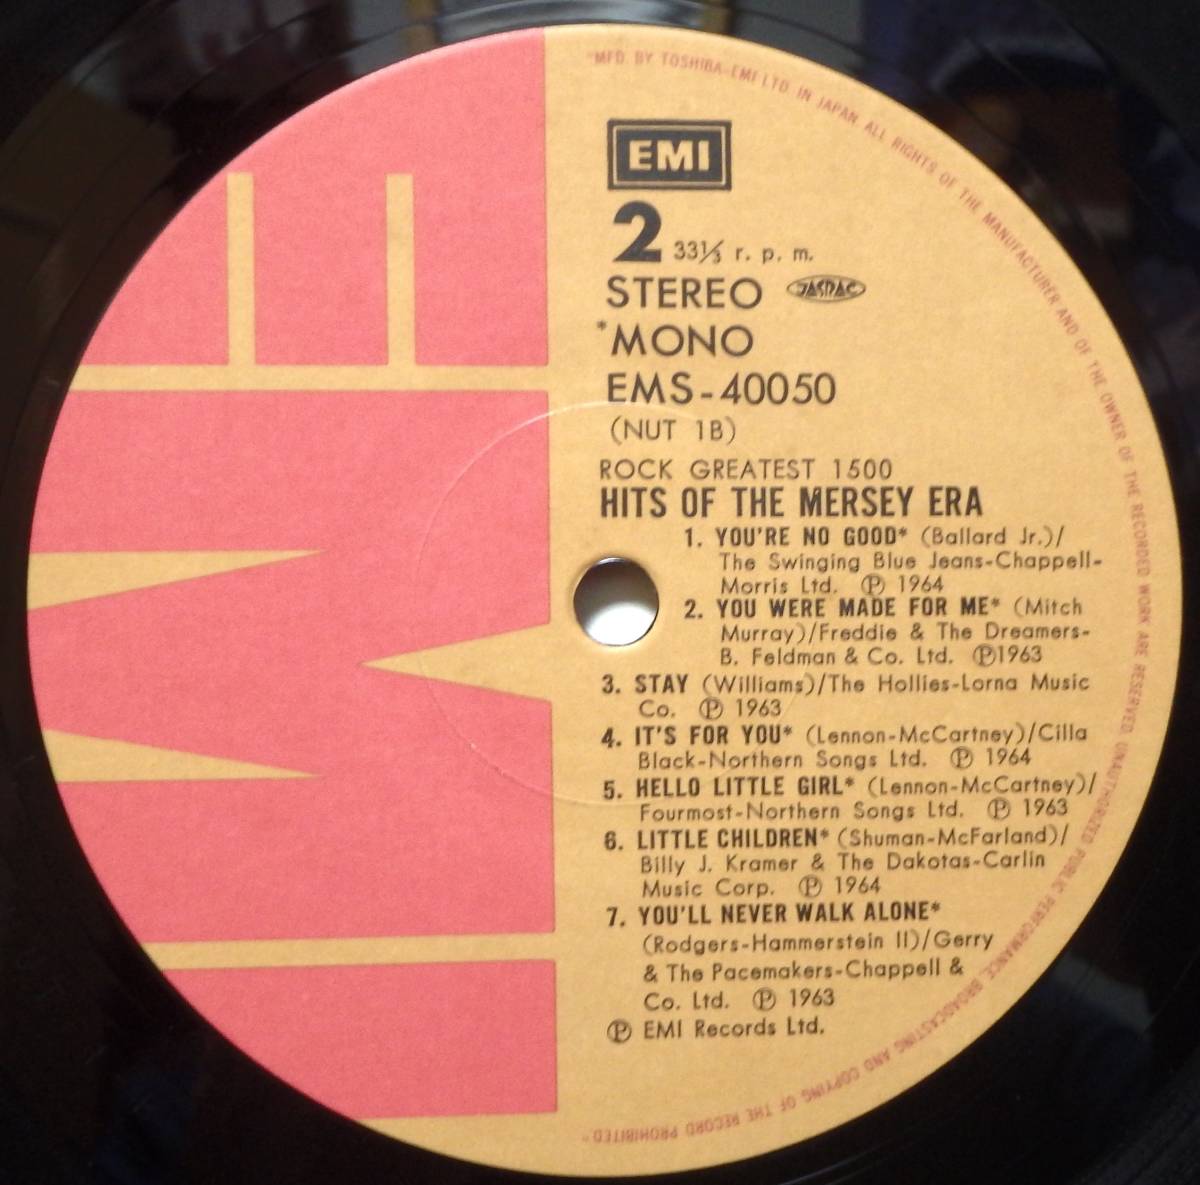 "MFD. BY TOSHIBA-EMI LTD. IN JAPAN. ALL RIGHTS OF THE MANUFACTURER AND OF THE OWNER OF THE RECORDED WORK ARE RESERVED. UNAUTHORIZED PUBLIC PERFORMANCE, BROADCASTING AND COPYING OF THE RECORD PROHIBITED"
EMI
2 33⅓ r. p. m.
STEREO JASRAC
*MONO
EMS-40050
(NUT 1B)
ROCK GREATEST 1500
HITS OF THE MERSEY ERA
1. YOU'RE NO GOOD* (Ballard Jr.)/
The Swinging Blue Jeans-Chappell-
Morris Ltd. Ⓟ 1964
2. YOU WERE MADE FOR ME* (Mitch
Murray)/Freddie & The Dreamers-
B. Feldman & Co. Ltd. Ⓟ1963
3. STAY (Williams)/The Hollies-Lorna Music
Co. Ⓟ 1963
4. IT'S FOR YOU* (Lennon-McCartney)/Cilla
Black-Northern Songs Ltd. Ⓟ 1964
5. HELLO LITTLE GIRL* (Lennon-McCartney)/
Fourmost-Northern Songs Ltd. Ⓟ 1963
6. LITTLE CHILDREN* (Shuman-McFarland)/
Billy J. Kramer & The Dakotas-Carlin
Music Corp. Ⓟ 1964
7. YOU'LL NEVER WALK ALONE*
(Rodgers-Hammerstein II)/Gerry
& The Pacemakers-Chappell &
Co. Ltd. Ⓟ 1963
Ⓟ EMI Records Ltd.